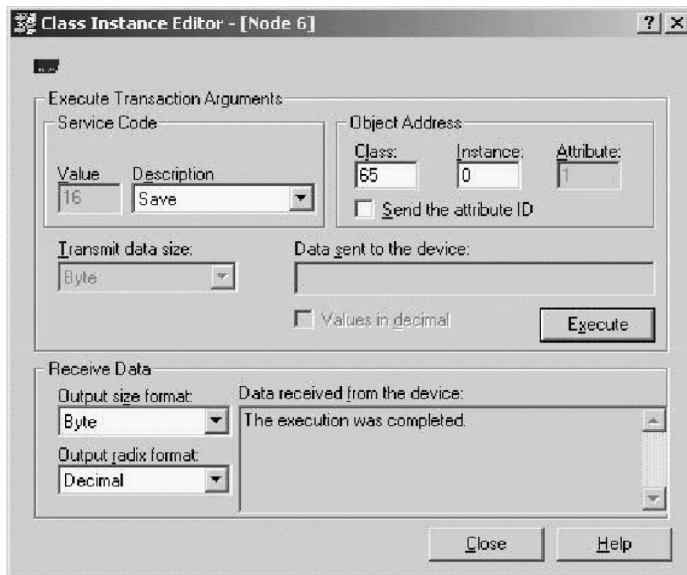 Class Instance Editor - [Node 6]
Execute Transaction Arguments
Service Code
Value
Description
16
Save
Object Address
Class:
Instance:
Attribute:
65
0
1
Send the attribute ID
Transmit data size:
Byte
Data sent to the device:
Values in decimal
Execute
Receive Data
Output size format:
Byte
Output radix format:
Decimal
Data received from the device:
The execution was completed.
Close
Help